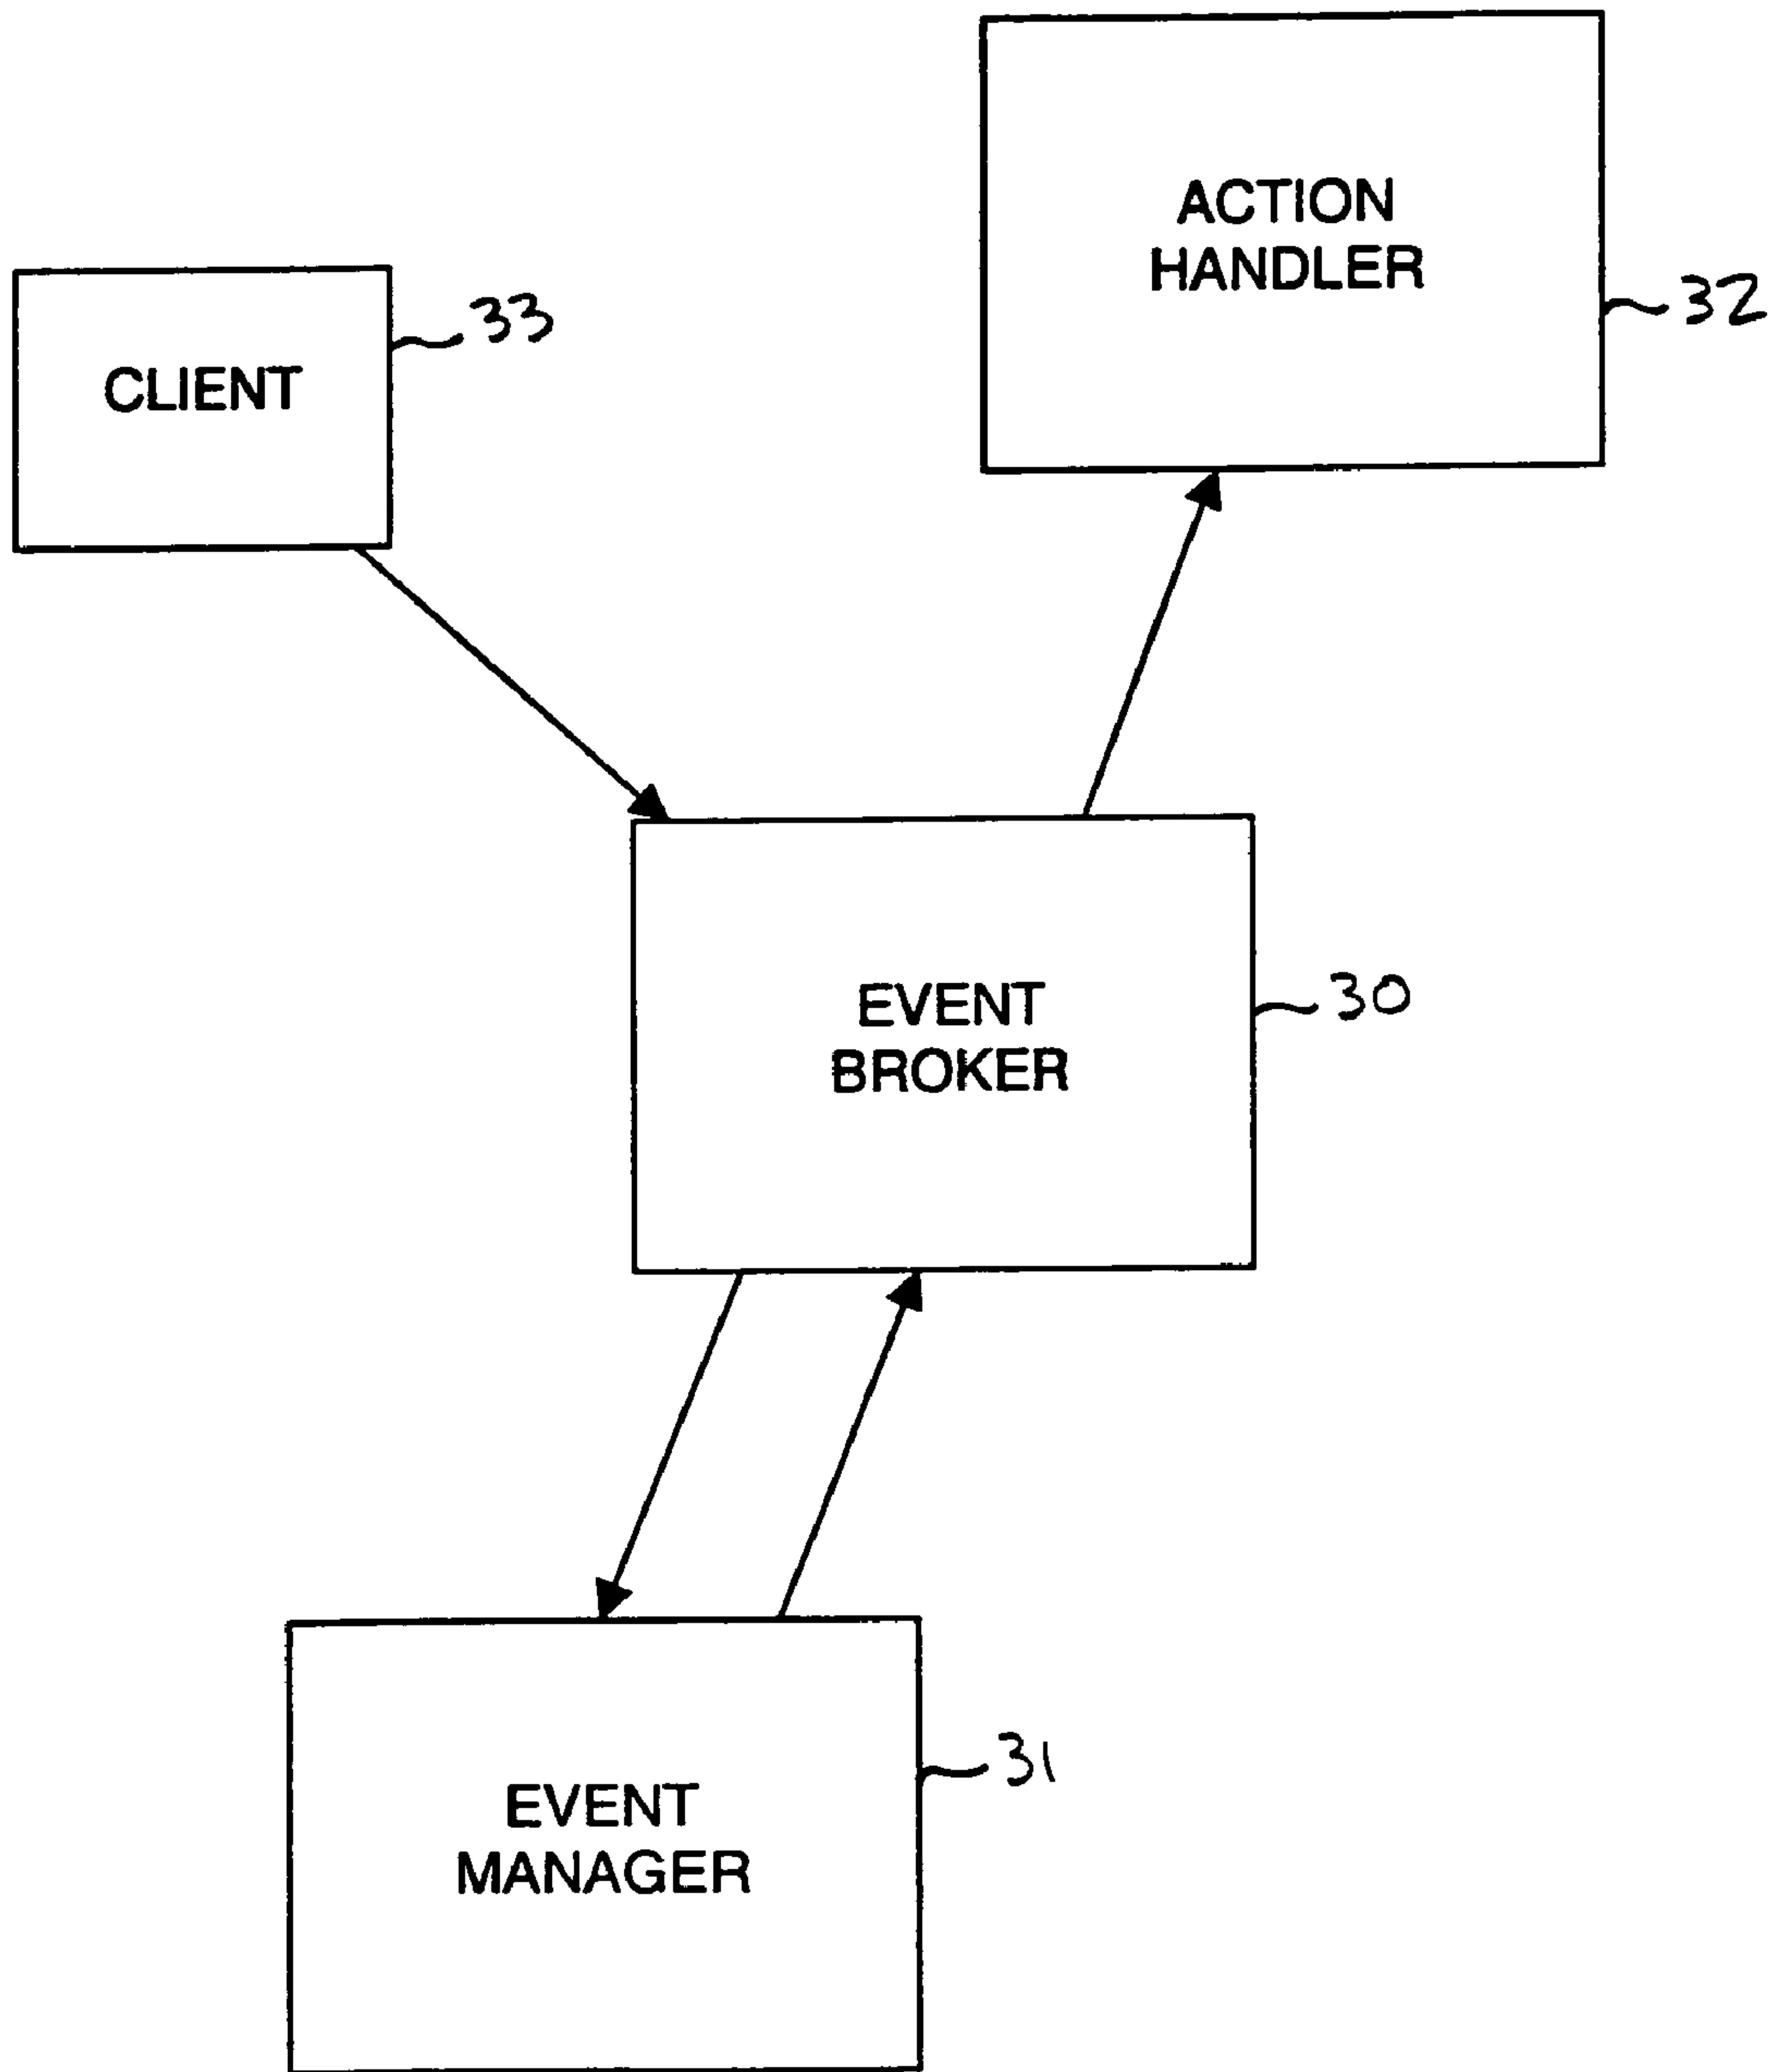 ACTION
HANDLER
32
CLIENT
33
EVENT
BROKER
30
EVENT
MANAGER
31